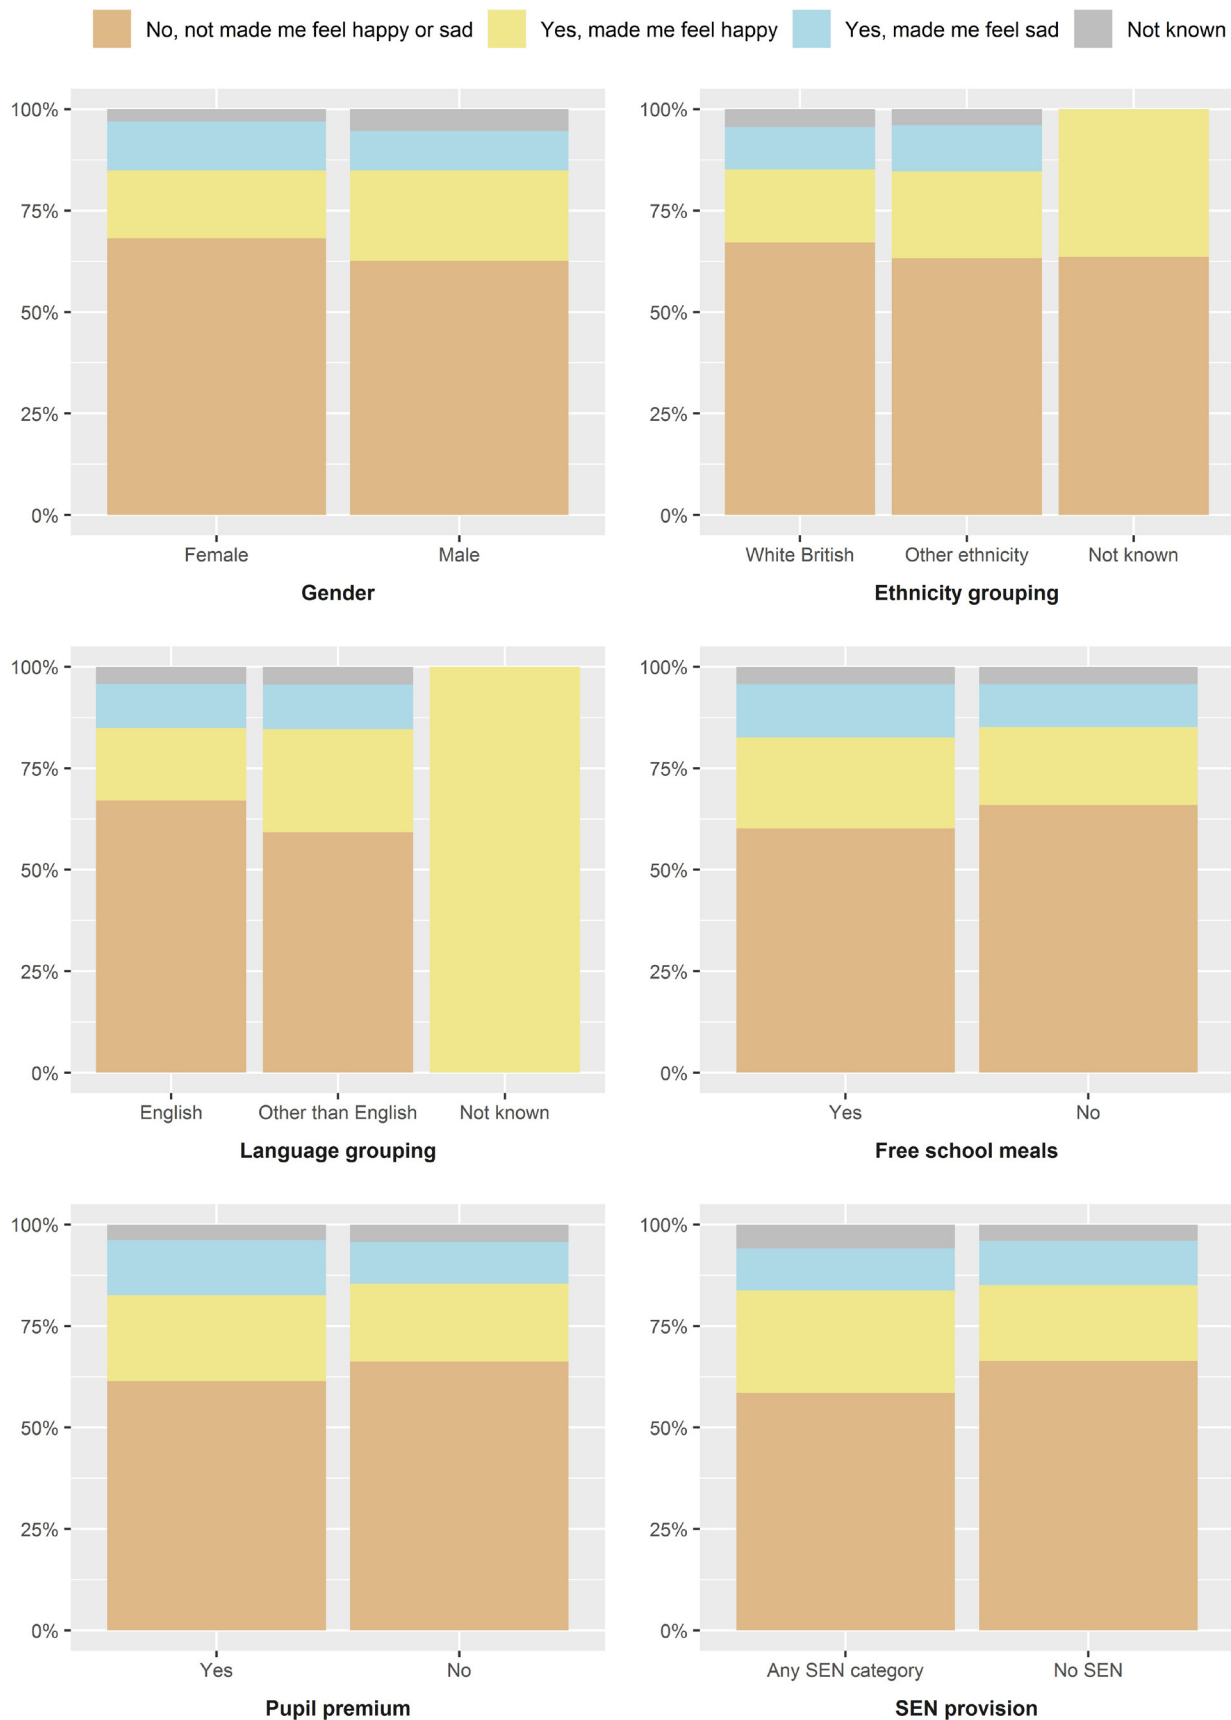 No, not made me feel happy or sad Yes, made me feel happy Yes, made me feel sad Not known
100%
75%
50%
25%
0%
Female Male
Gender
100%
75%
50%
25%
0%
White British Other ethnicity Not known
Ethnicity grouping
100%
75%
50%
25%
0%
English Other than English Not known
Language grouping
100%
75%
50%
25%
0%
Yes No
Free school meals
100%
75%
50%
25%
0%
Yes No
Pupil premium
100%
75%
50%
25%
0%
Any SEN category No SEN
SEN provision